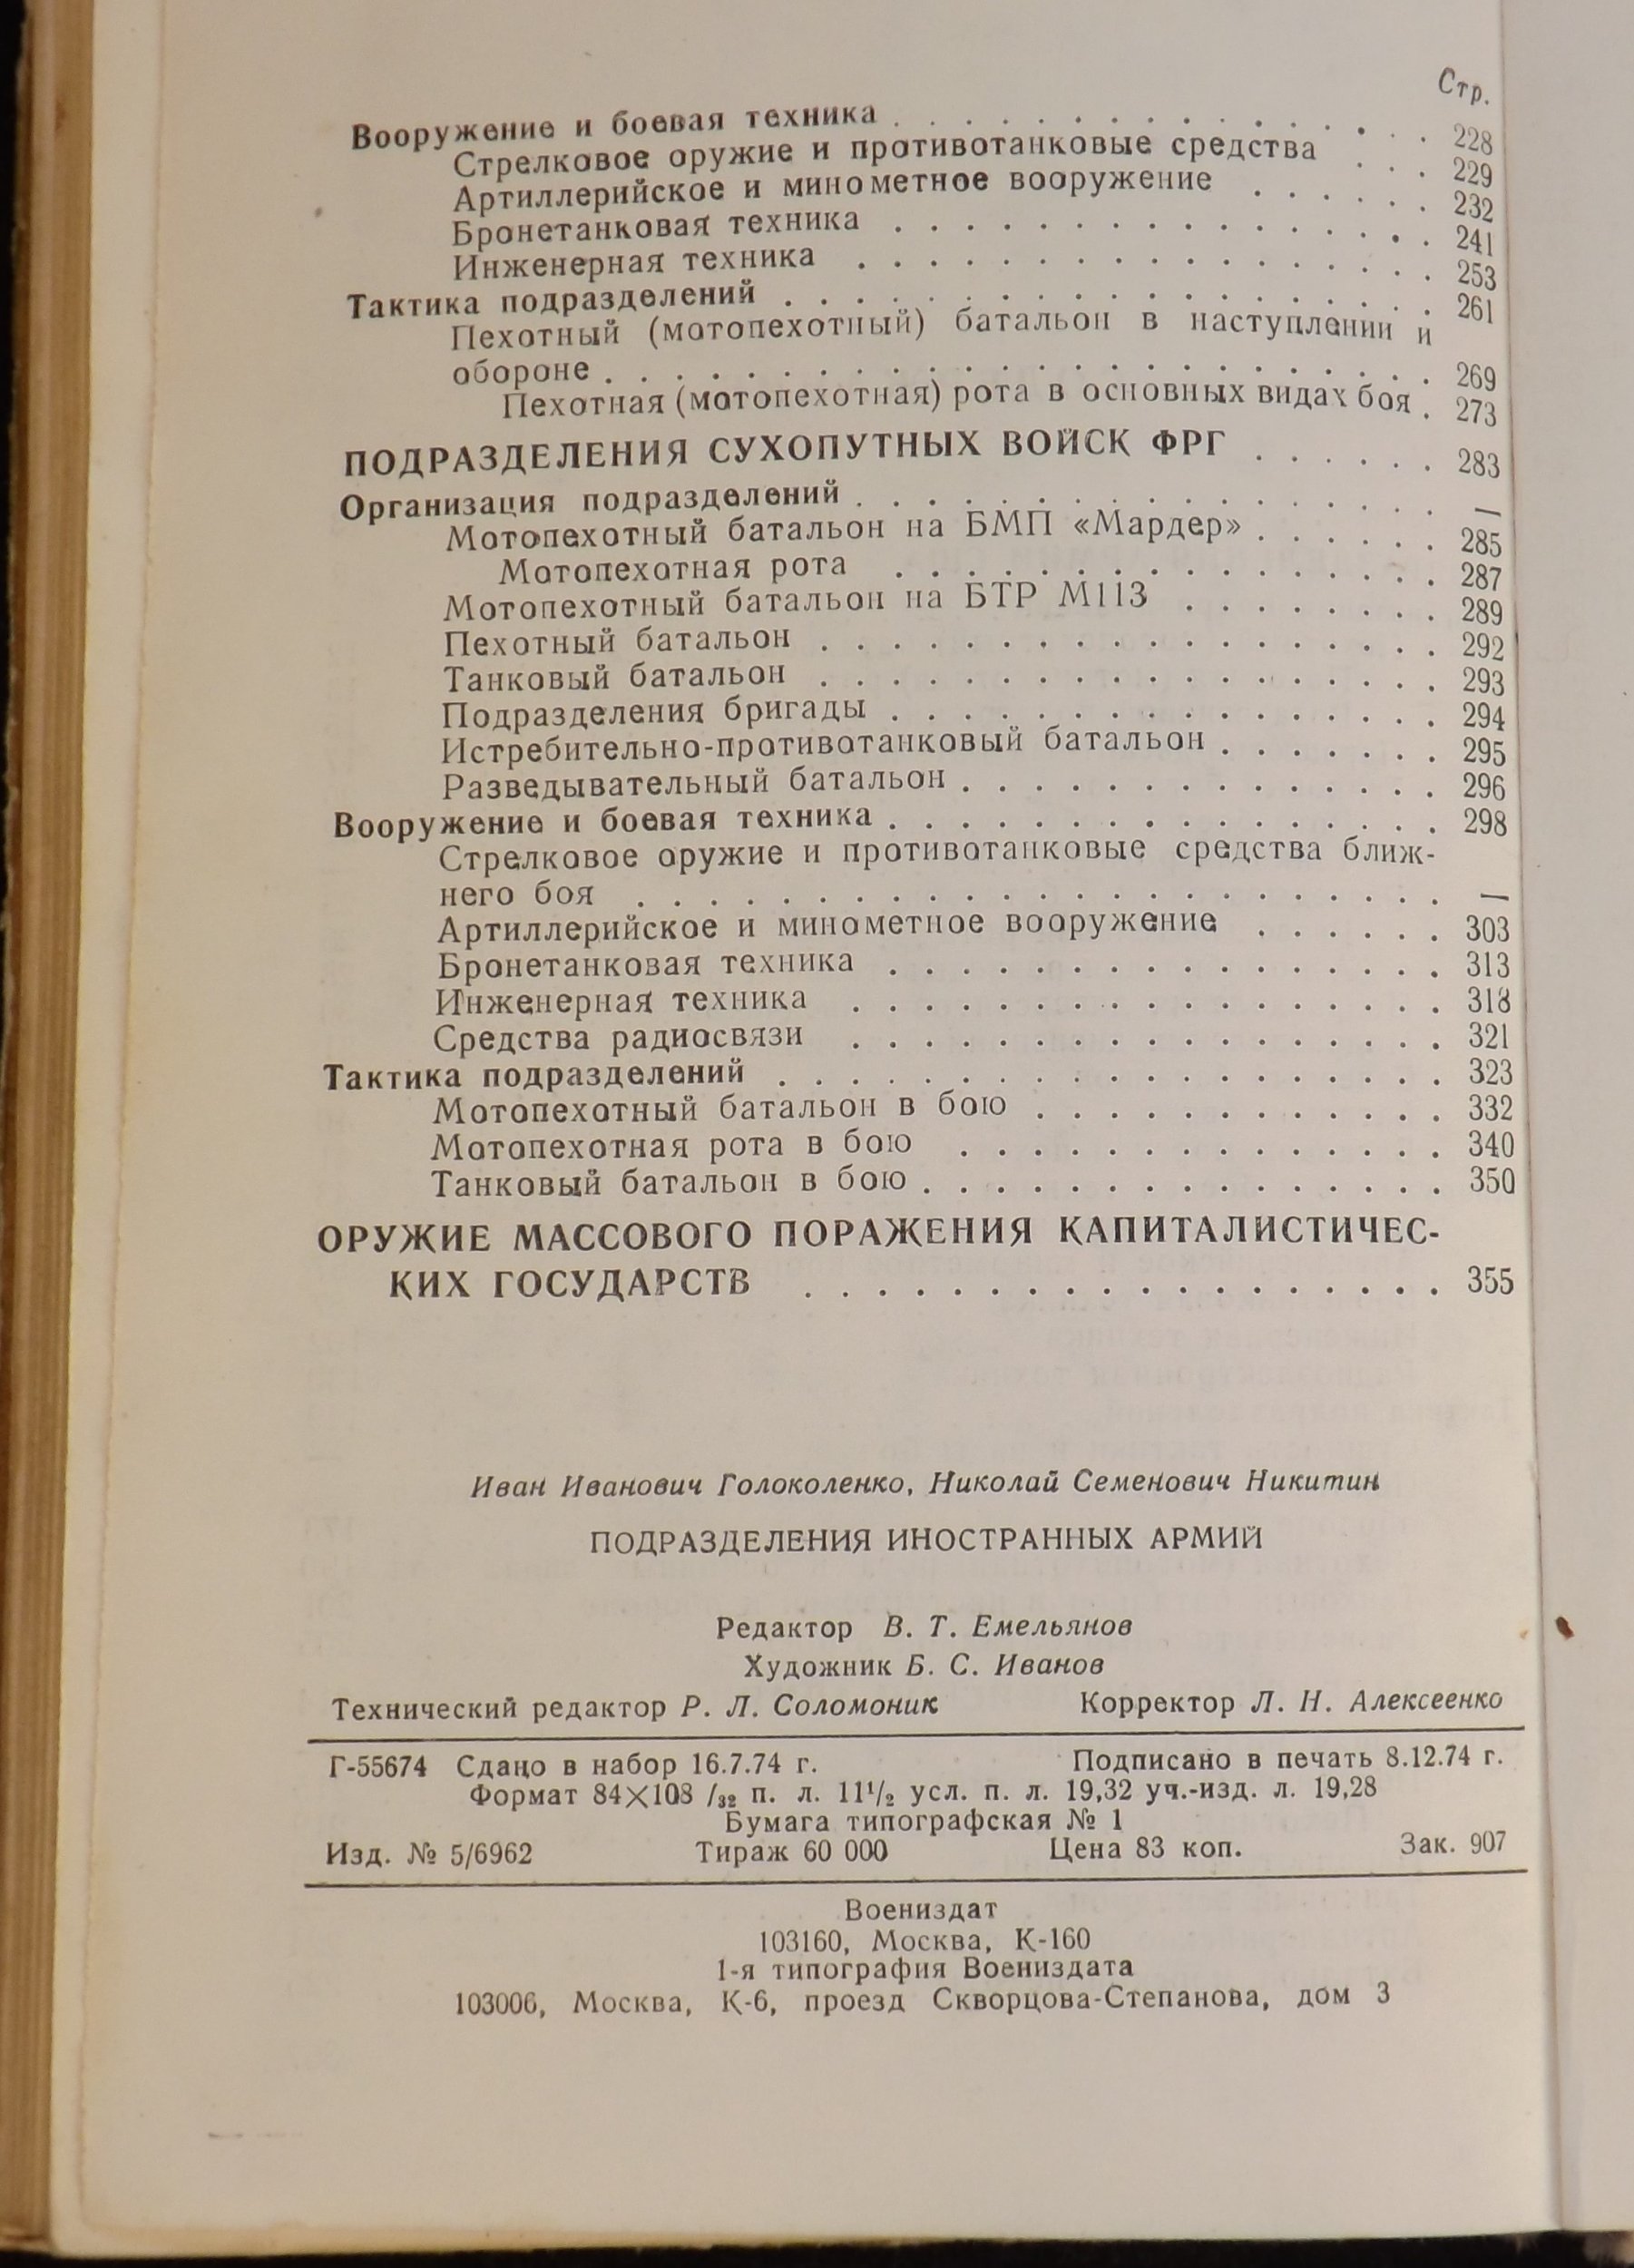 Стр.
Вооружение и боевая техника . . . . . . . . . . . . . . . 228
Стрелковое оружие и противотанковые средства . . . 229
Артиллерийское и минометное вооружение . . . . . . 232
Бронетанковая техника . . . . . . . . . . . . . . . 241
Инженерная техника . . . . . . . . . . . . . . . . 253
Тактика подразделений . . . . . . . . . . . . . . . . . . 261
Пехотный (мотопехотный) батальон в наступлении и
обороне . . . . . . . . . . . . . . . . . . . . . . . 269
Пехотная (мотопехотная) рота в основных видах боя . 273
ПОДРАЗДЕЛЕНИЯ СУХОПУТНЫХ ВОЙСК ФРГ . . . . . . 283
Организация подразделений . . . . . . . . . . . . . . . . —
Мотопехотный батальон на БМП «Мардер» . . . . . . 285
Мотопехотная рота . . . . . . . . . . . . . . . 287
Мотопехотный батальон на БТР М113 . . . . . . . 289
Пехотный батальон . . . . . . . . . . . . . . . . . 292
Танковый батальон . . . . . . . . . . . . . . . . . 293
Подразделения бригады . . . . . . . . . . . . . . . 294
Истребительно-противотанковый батальон . . . . . . . 295
Разведывательный батальон . . . . . . . . . . . . . . 296
Вооружение и боевая техника . . . . . . . . . . . . . . . . 298
Стрелковое оружие и противотанковые средства ближ-
него боя . . . . . . . . . . . . . . . . . . . . . . . —
Артиллерийское и минометное вооружение . . . . . . 303
Бронетанковая техника . . . . . . . . . . . . . . . . 313
Инженерная техника . . . . . . . . . . . . . . . . . 318
Средства радиосвязи . . . . . . . . . . . . . . . . . 321
Тактика подразделений . . . . . . . . . . . . . . . . . . . 323
Мотопехотный батальон в бою . . . . . . . . . . . . 332
Мотопехотная рота в бою . . . . . . . . . . . . . . 340
Танковый батальон в бою . . . . . . . . . . . . . . . 350
ОРУЖИЕ МАССОВОГО ПОРАЖЕНИЯ КАПИТАЛИСТИЧЕС-
КИХ ГОСУДАРСТВ . . . . . . . . . . . . . . . . . . 355
Иван Иванович Голоколенко, Николай Семенович Никитин
ПОДРАЗДЕЛЕНИЯ ИНОСТРАННЫХ АРМИЙ
Редактор В. Т. Емельянов
Художник Б. С. Иванов
Технический редактор Р. Л. Соломоник Корректор Л. Н. Алексеенко
Г-55674 Сдано в набор 16.7.74 г. Подписано в печать 8.12.74 г.
Формат 84×108 /₃₂ п. л. 11¹/₂ усл. п. л. 19,32 уч.-изд. л. 19,28
Бумага типографская № 1
Изд. № 5/6962 Тираж 60 000 Цена 83 коп. Зак. 907
Воениздат
103160, Москва, К-160
1-я типография Воениздата
103006, Москва, К-6, проезд Скворцова-Степанова, дом 3